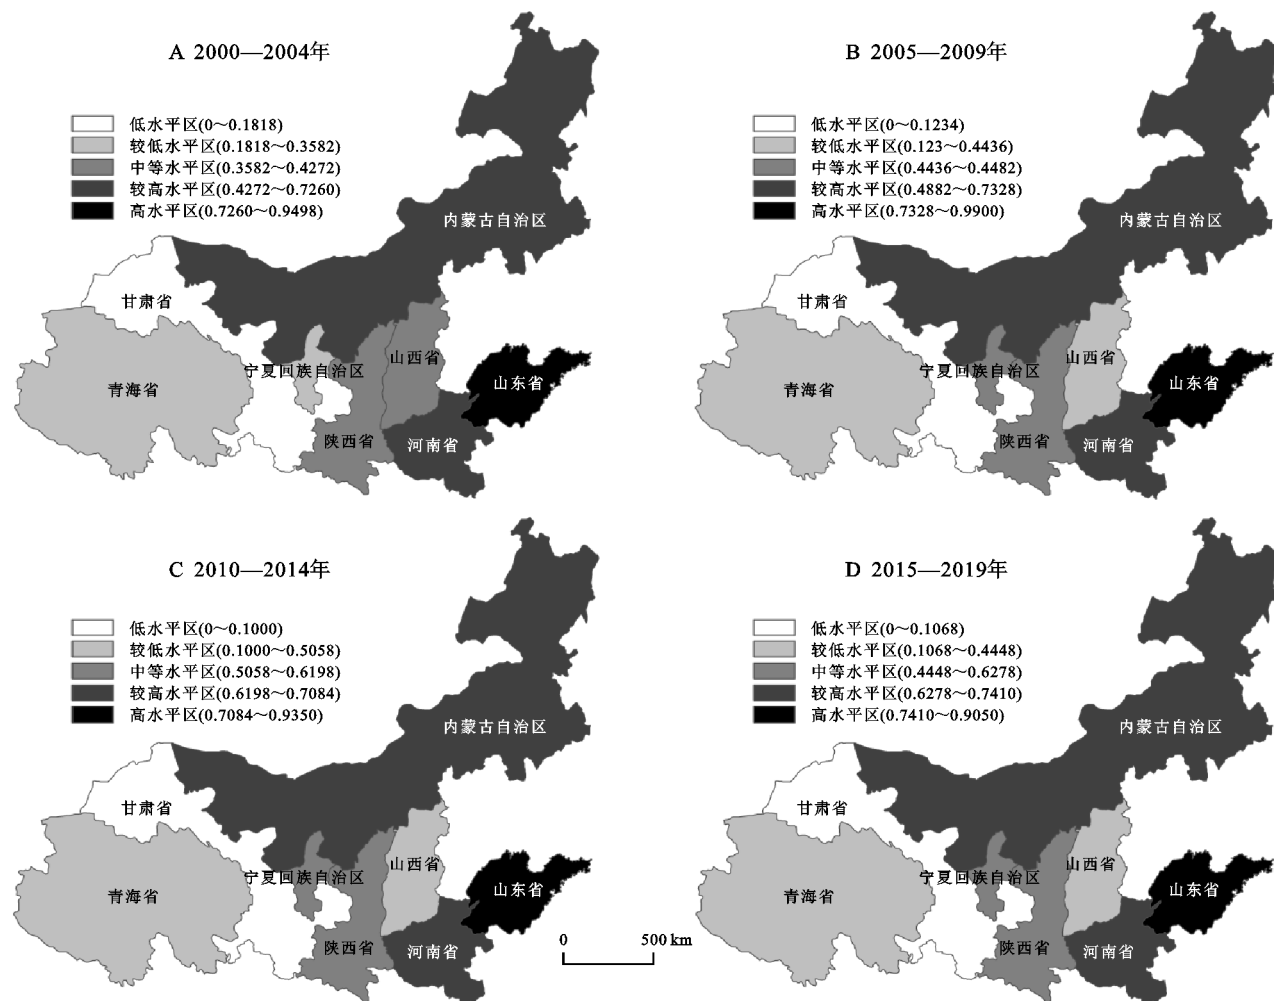 A 2000—2004年
低水平区(0～0.1818)
较低水平区(0.1818～0.3582)
中等水平区(0.3582～0.4272)
较高水平区(0.4272～0.7260)
高水平区(0.7260～0.9498)
内蒙古自治区
甘肃省
宁夏回族自治区
山西省
青海省
山东省
陕西省
河南省
B 2005—2009年
低水平区(0～0.1234)
较低水平区(0.123～0.4436)
中等水平区(0.4436～0.4482)
较高水平区(0.4882～0.7328)
高水平区(0.7328～0.9900)
内蒙古自治区
甘肃省
宁夏回族自治区
山西省
青海省
山东省
陕西省
河南省
C 2010—2014年
低水平区(0～0.1000)
较低水平区(0.1000～0.5058)
中等水平区(0.5058～0.6198)
较高水平区(0.6198～0.7084)
高水平区(0.7084～0.9350)
内蒙古自治区
甘肃省
宁夏回族自治区
山西省
青海省
山东省
陕西省
河南省
0 500 km
D 2015—2019年
低水平区(0～0.1068)
较低水平区(0.1068～0.4448)
中等水平区(0.4448～0.6278)
较高水平区(0.6278～0.7410)
高水平区(0.7410～0.9050)
内蒙古自治区
甘肃省
宁夏回族自治区
山西省
青海省
山东省
陕西省
河南省